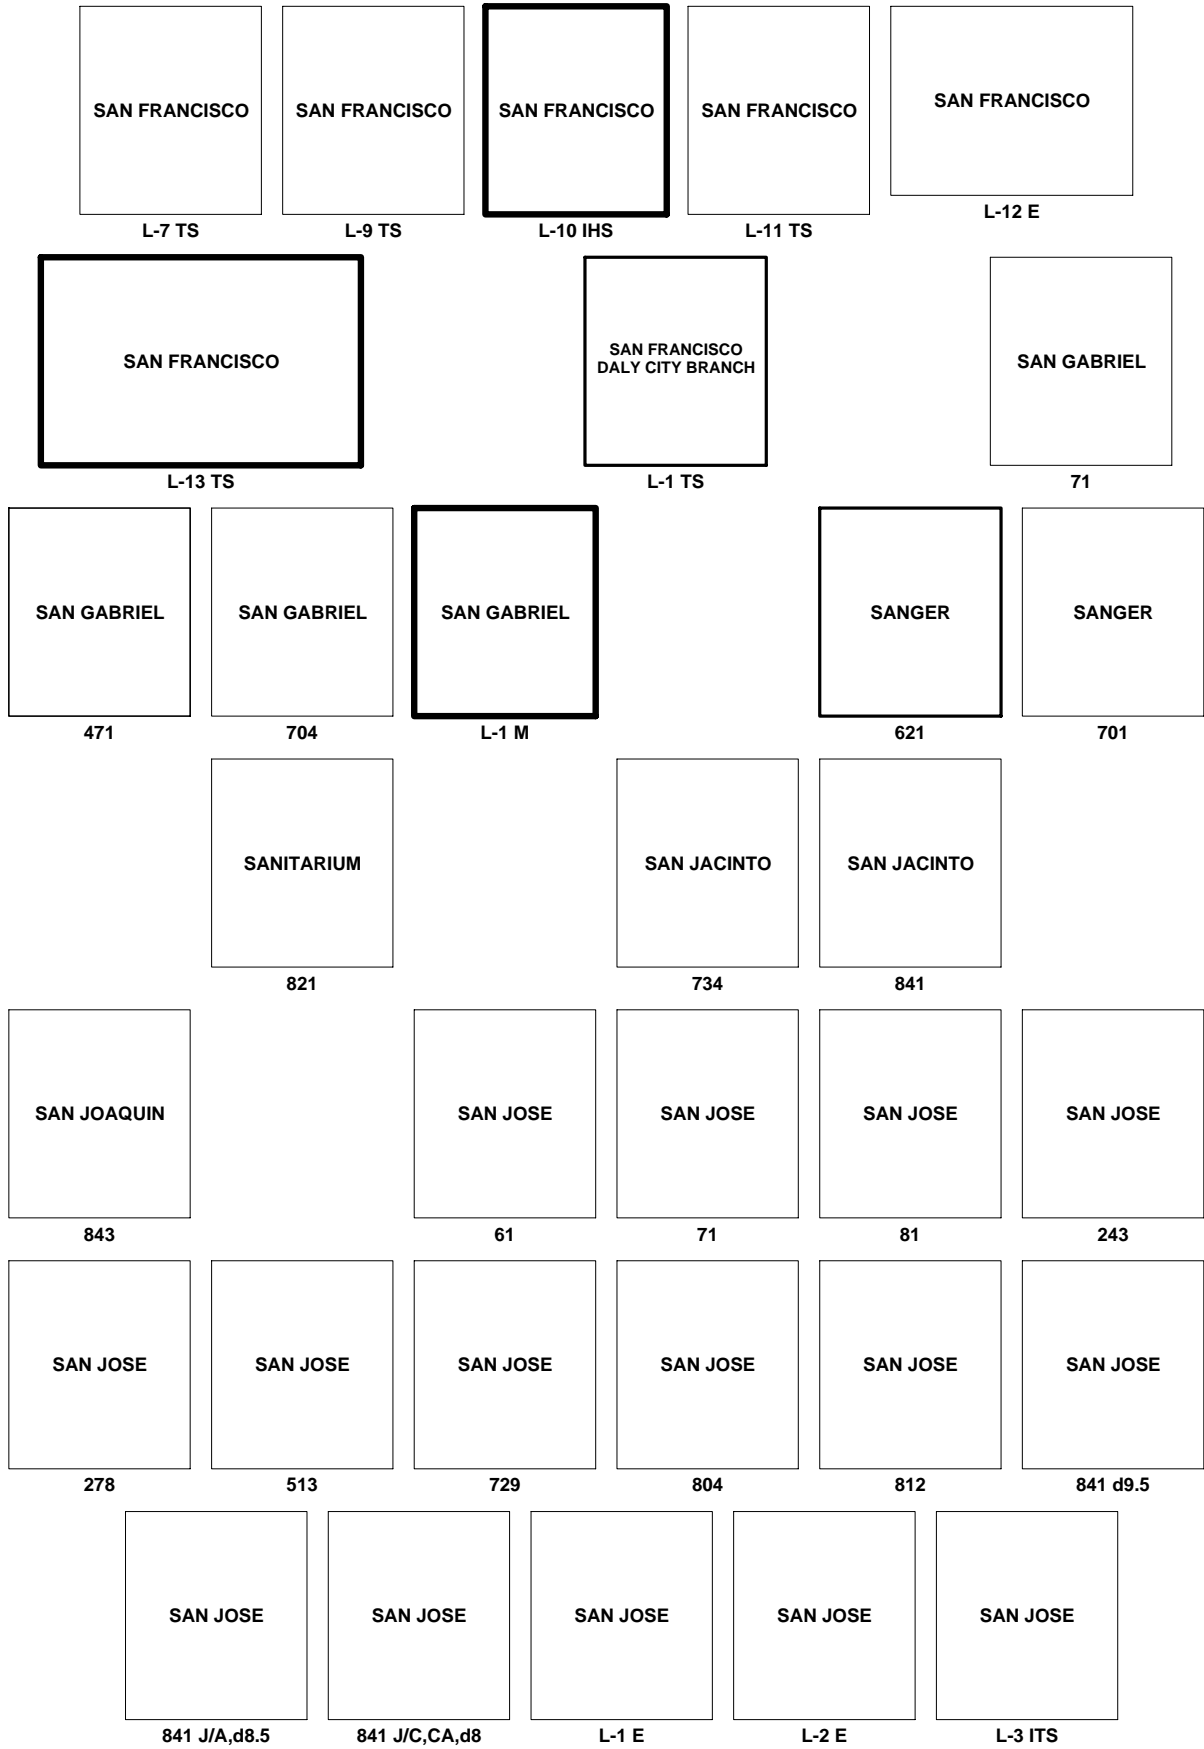 SAN FRANCISCO
SAN FRANCISCO
SAN FRANCISCO
SAN FRANCISCO
SAN FRANCISCO
L-7 TS
L-9 TS
L-10 IHS
L-11 TS
L-12 E
SAN FRANCISCO
SAN FRANCISCO
DALY CITY BRANCH
SAN GABRIEL
L-13 TS
L-1 TS
71
SAN GABRIEL
SAN GABRIEL
SAN GABRIEL
SANGER
SANGER
471
704
L-1 M
621
701
SANITARIUM
SAN JACINTO
SAN JACINTO
821
734
841
SAN JOAQUIN
SAN JOSE
SAN JOSE
SAN JOSE
SAN JOSE
843
61
71
81
243
SAN JOSE
SAN JOSE
SAN JOSE
SAN JOSE
SAN JOSE
SAN JOSE
278
513
729
804
812
841 d9.5
SAN JOSE
SAN JOSE
SAN JOSE
SAN JOSE
SAN JOSE
841 J/A,d8.5
841 J/C,CA,d8
L-1 E
L-2 E
L-3 ITS